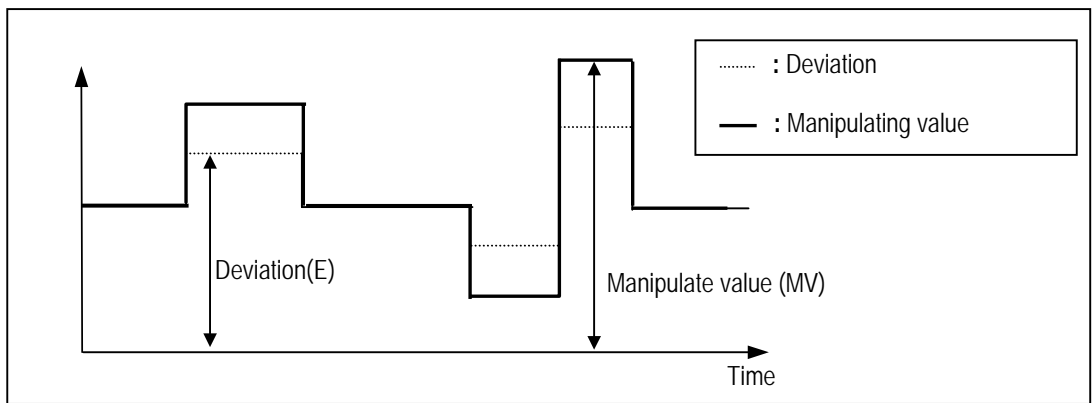 : Deviation
: Manipulating value
Deviation(E)
Manipulate value (MV)
Time